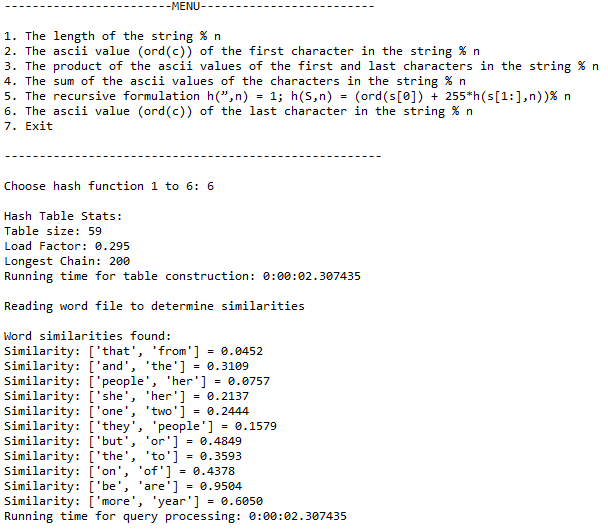 ------------------------MENU-------------------------
1. The length of the string % n
2. The ascii value (ord(c)) of the first character in the string % n
3. The product of the ascii values of the first and last characters in the string % n
4. The sum of the ascii values of the characters in the string % n
5. The recursive formulation h(”,n) = 1; h(S,n) = (ord(s[0]) + 255*h(s[1:],n))% n
6. The ascii value (ord(c)) of the last character in the string % n
7. Exit
------------------------------------------------------
Choose hash function 1 to 6: 6
Hash Table Stats:
Table size: 59
Load Factor: 0.295
Longest Chain: 200
Running time for table construction: 0:00:02.307435
Reading word file to determine similarities
Word similarities found:
Similarity: ['that', 'from'] = 0.0452
Similarity: ['and', 'the'] = 0.3109
Similarity: ['people', 'her'] = 0.0757
Similarity: ['she', 'her'] = 0.2137
Similarity: ['one', 'two'] = 0.2444
Similarity: ['they', 'people'] = 0.1579
Similarity: ['but', 'or'] = 0.4849
Similarity: ['the', 'to'] = 0.3593
Similarity: ['on', 'of'] = 0.4378
Similarity: ['be', 'are'] = 0.9504
Similarity: ['more', 'year'] = 0.6050
Running time for query processing: 0:00:02.307435